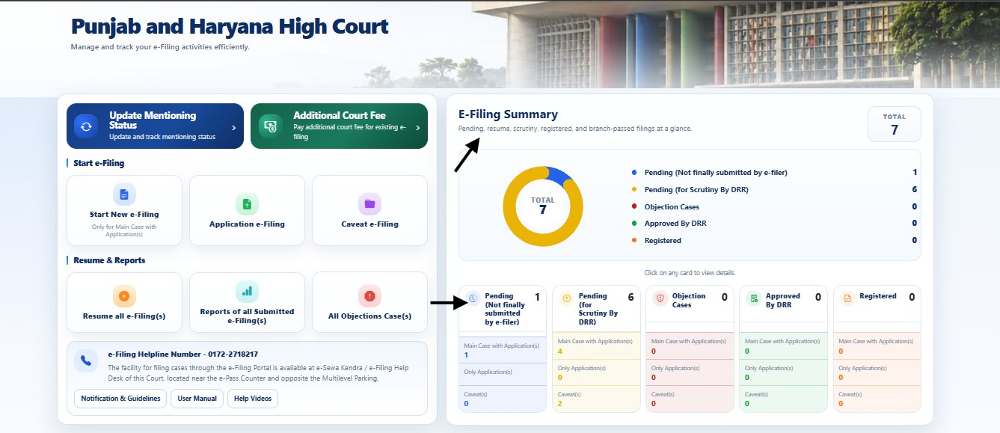 Punjab and Haryana High Court
Manage and track your e-Filing activities efficiently.
Update Mentioning
Status
Update and track mentioning status
›
Additional Court Fee
Pay additional court fee for existing e-
filing
›
Start e-Filing
Start New e-Filing
Only for Main Case with
Application(s)
Application e-Filing
Caveat e-Filing
Resume & Reports
Resume all e-Filing(s)
Reports of all Submitted
e-Filing(s)
All Objections Case(s)
e-Filing Helpline Number - 0172-2718217
The facility for filing cases through the e-Filing Portal is available at e-Sewa Kendra / e-Filing Help
Desk of this Court, located near the e-Pass Counter and opposite the Multilevel Parking.
Notification & Guidelines
User Manual
Help Videos
E-Filing Summary
Pending, resume, scrutiny, registered, and branch-passed filings at a glance.
TOTAL
7
TOTAL
7
Pending (Not finally submitted by e-filer) 1
Pending (for Scrutiny By DRR) 6
Objection Cases 0
Approved By DRR 0
Registered 0
Click on any card to view details.
Pending 1
(Not finally
submitted
by e-filer)
Main Case with Application(s)
1
Only Application(s)
Caveat(s)
0
Pending 6
(for
Scrutiny By
DRR)
Main Case with Application(s)
4
Only Application(s)
0
Caveat(s)
2
Objection 0
Cases
Main Case with Application(s)
0
Only Application(s)
0
Caveat(s)
0
Approved 0
By DRR
Main Case with Application(s)
0
Only Application(s)
0
Caveat(s)
0
Registered 0
Main Case with Application(s)
0
Only Application(s)
0
Caveat(s)
0